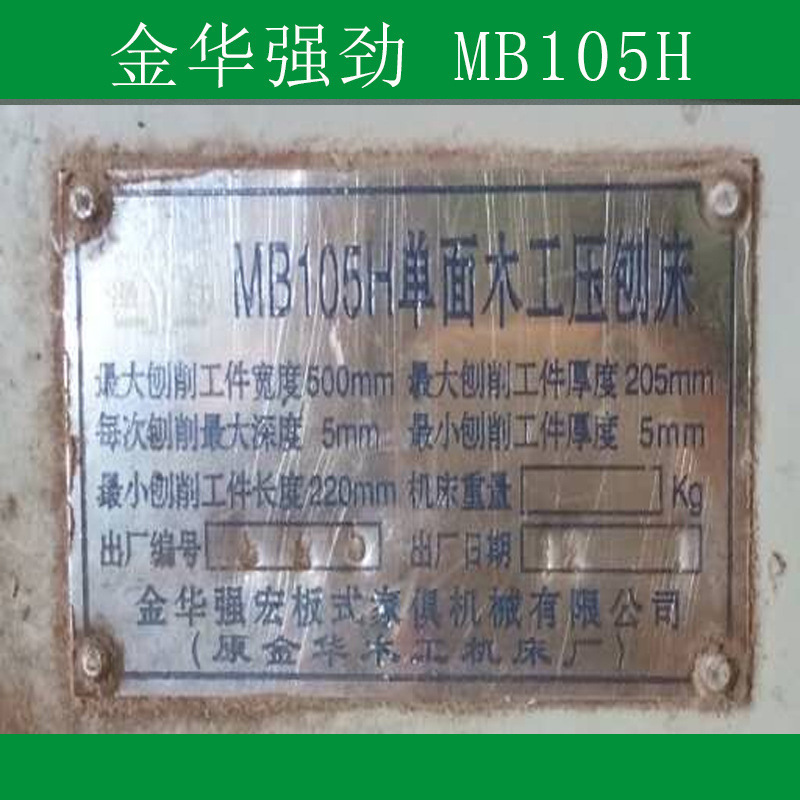 金华强劲 MB105H
MB105H单面木工压刨床
最大刨削工件宽度500mm 最大刨削工件厚度205mm
每次刨削最大深度 5mm 最小刨削工件厚度 5mm
最小刨削工件长度220mm 机床重量 Kg
出厂编号 出厂日期
金华强宏板式家俱机械有限公司
(原金华木工机床厂)